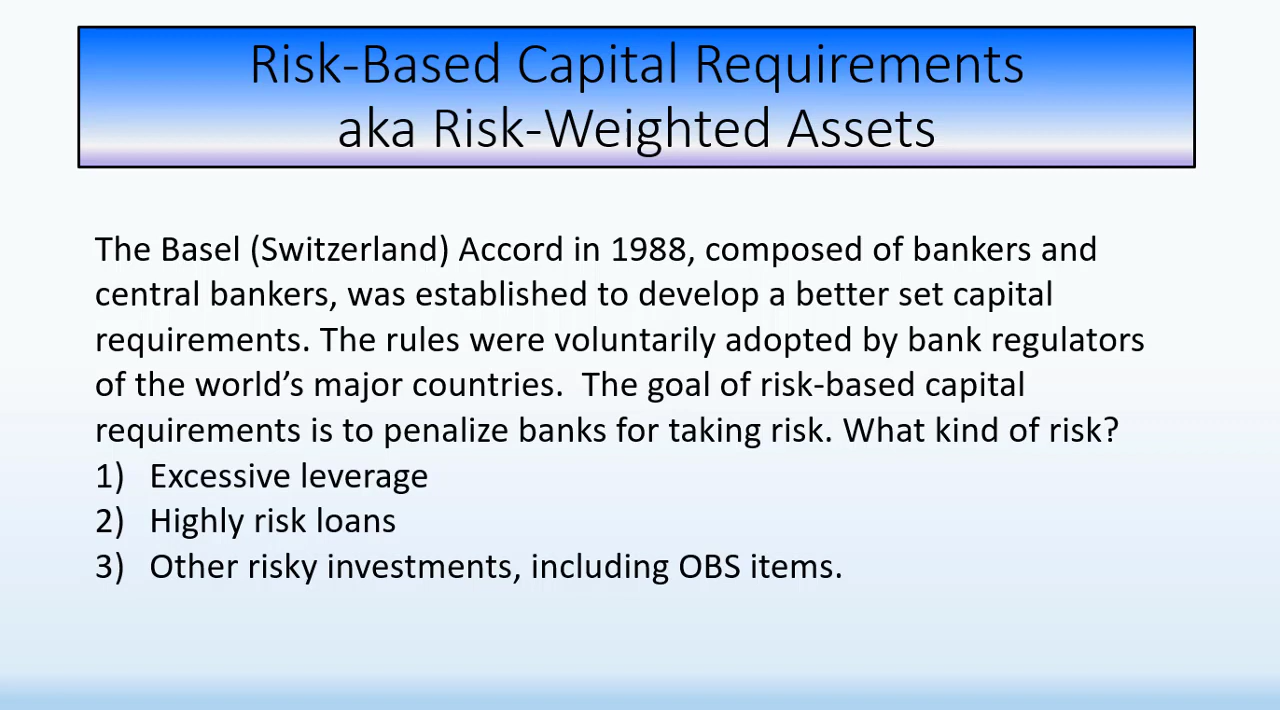 Risk-Based Capital Requirements
aka Risk-Weighted Assets
The Basel (Switzerland) Accord in 1988, composed of bankers and
central bankers, was established to develop a better set capital
requirements. The rules were voluntarily adopted by bank regulators
of the world’s major countries.  The goal of risk-based capital
requirements is to penalize banks for taking risk. What kind of risk?
1) Excessive leverage
2) Highly risk loans
3) Other risky investments, including OBS items.